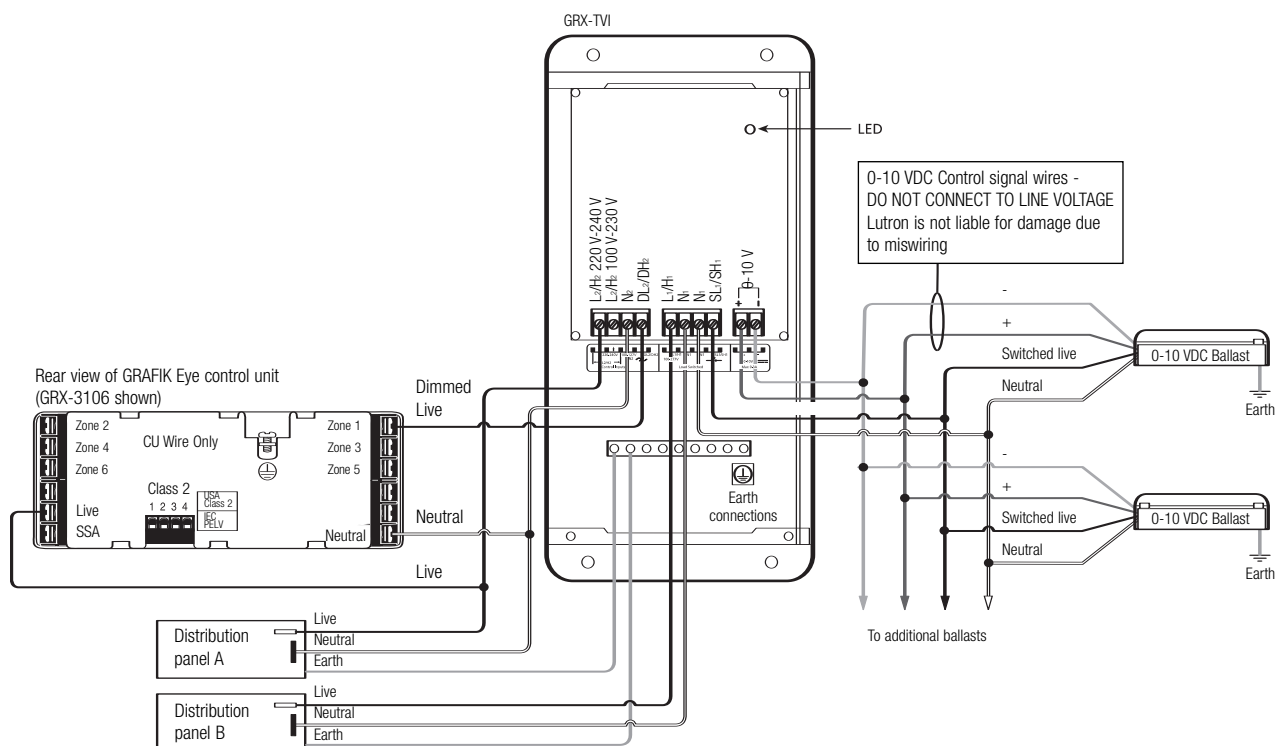 GRX-TVI
LED
0-10 VDC Control signal wires -
DO NOT CONNECT TO LINE VOLTAGE
Lutron is not liable for damage due
to miswiring
L2/H2 220 V-240 V
L2/H2 100 V-230 V
N2
DL2/DH2
L1/H1
N1
N1
SL1/SH1
0-10 V
+ -
-
+
Switched live
Neutral
0-10 VDC Ballast
Earth
-
+
Switched live
Neutral
0-10 VDC Ballast
Earth
To additional ballasts
Earth
connections
Rear view of GRAFIK Eye control unit
(GRX-3106 shown)
Zone 2
Zone 4
Zone 6
Live
SSA
CU Wire Only
Class 2
1 2 3 4
USA
Class 2
IEC
PELV
Zone 1
Zone 3
Zone 5
Neutral
Dimmed
Live
Neutral
Live
Distribution
panel A
Live
Neutral
Earth
Distribution
panel B
Live
Neutral
Earth